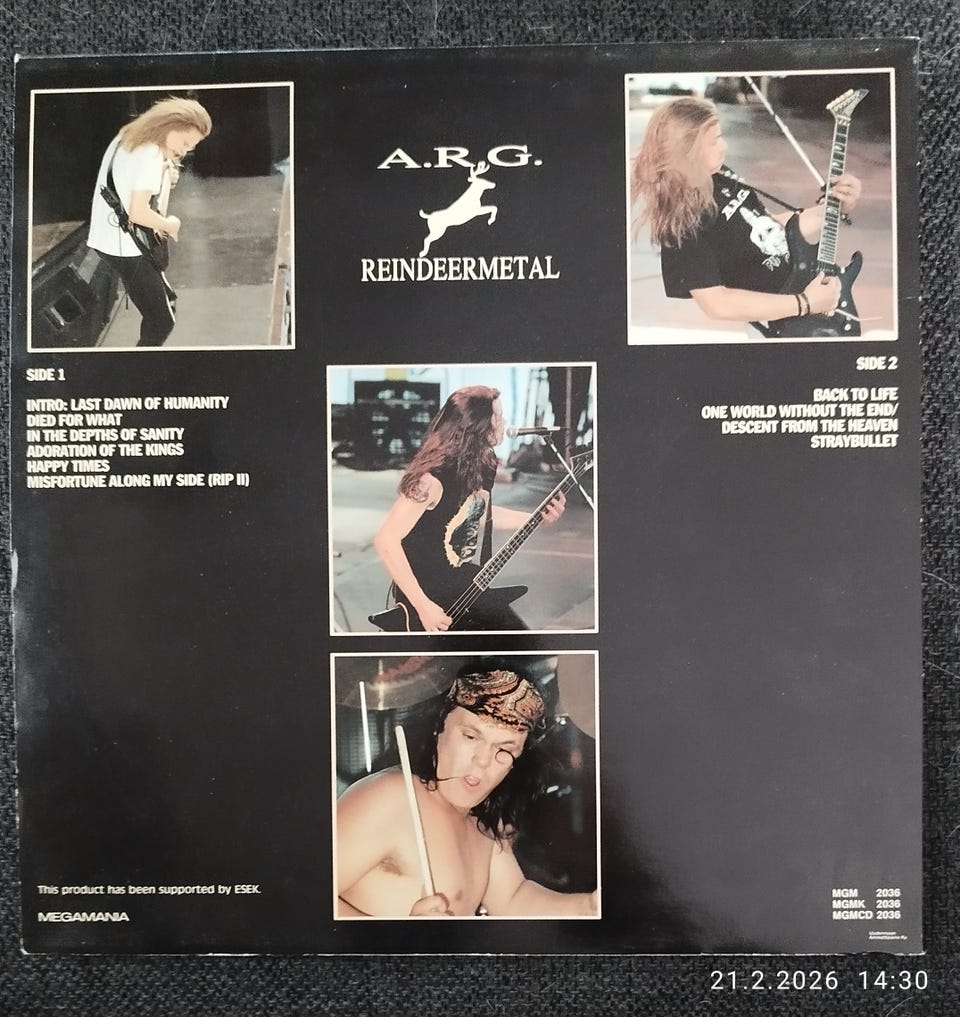 A.R.G.
REINDEERMETAL
A.R.G.
SIDE 1
INTRO: LAST DAWN OF HUMANITY
DIED FOR WHAT
IN THE DEPTHS OF SANITY
ADORATION OF THE KINGS
HAPPY TIMES
MISFORTUNE ALONG MY SIDE (RIP II)
SIDE 2
BACK TO LIFE
ONE WORLD WITHOUT THE END/
DESCENT FROM THE HEAVEN
STRAYBULLET
This product has been supported by ESEK.
MEGAMANIA
MGM 2036
MGMK 2036
MGMCD 2036
21.2.2026 14:30